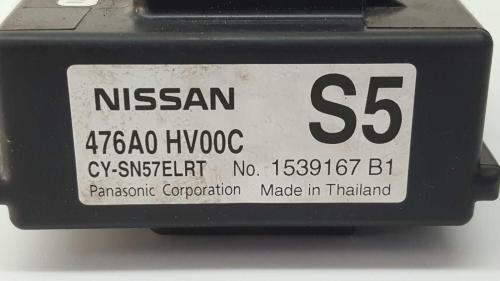 NISSAN S5
476A0 HV00C
CY-SN57ELRT No. 1539167 B1
Panasonic Corporation Made in Thailand